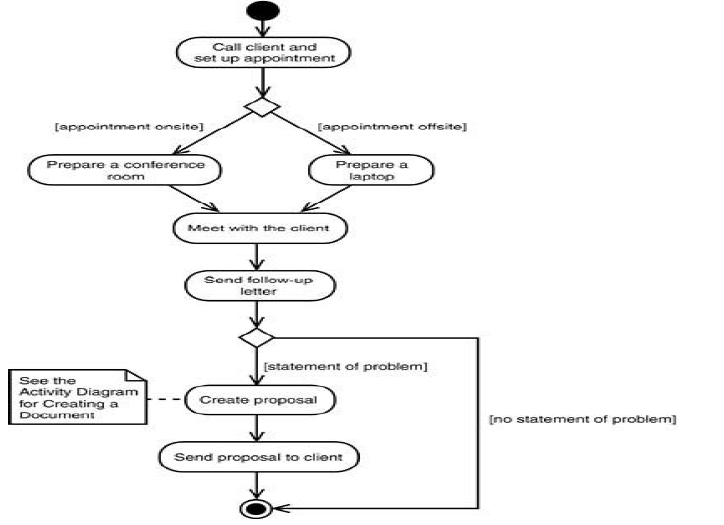 Call client and
set up appointment
[appointment onsite]
[appointment offsite]
Prepare a conference
room
Prepare a
laptop
Meet with the client
Send follow-up
letter
[statement of problem]
See the
Activity Diagram
for Creating a
Document
Create proposal
[no statement of problem]
Send proposal to client